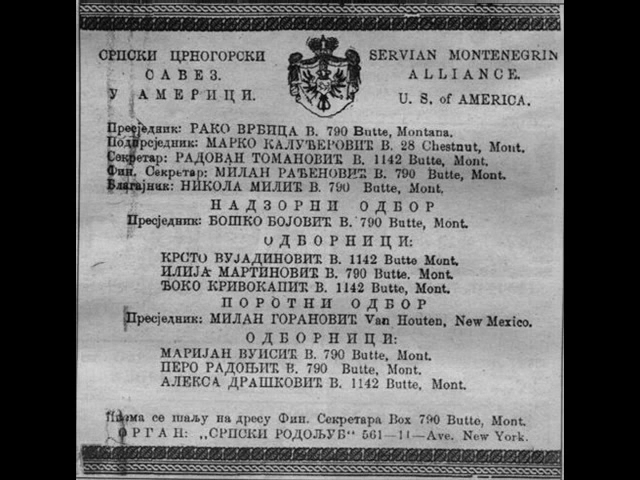 СРПСКИ ЦРНОГОРСКИ
САВЕЗ.
У АМЕРИЦИ.
SERVIAN MONTENEGRIN
ALLIANCE.
U. S. of AMERICA.
Пресједник: РАКО ВРБИЦА B. 790 Butte, Montana.
Подпрсједник: МАРКО КАЛУЂЕРОВИЋ B. 28 Chestnut, Mont.
Секретар: РАДОВАН ТОМАНОВИЋ B. 1142 Butte, Mont.
Фин. Секретар: МИЛАН РАЂЕНОВИЋ B. 790 Butte, Mont.
Благајник: НИКОЛА МИЛИЋ B. 790 Butte, Mont.
НАДЗОРНИ ОДБОР
Пресједник: БОШКО БОЈОВИЋ B. 790 Butte, Mont.
ОДБОРНИЦИ:
КРСТО ВУЈАДИНОВИЋ B. 1142 Butte Mont.
ИЛИЈА МАРТИНОВИЋ B. 790 Butte. Mont.
ЂОКО КРИВОКАПИЋ B. 1142 Butte, Mont.
ПОРОТНИ ОДБОР
Пресједник: МИЛАН ГОРАНОВИЋ Van Houten, New Mexico.
ОДБОРНИЦИ:
МАРИЈАН ВУИСИЋ B. 790 Butte, Mont.
ПЕРО РАДОЊИЋ B. 790 Butte, Mont.
АЛЕКСА ДРАШКОВИЋ B. 1142 Butte, Mont.
Писма се шаљу на дресу Фин. Секретара Box 790 Butte, Mont.
ОРГАН: „СРПСКИ РОДОЉУБ" 561—11—Ave. New York.